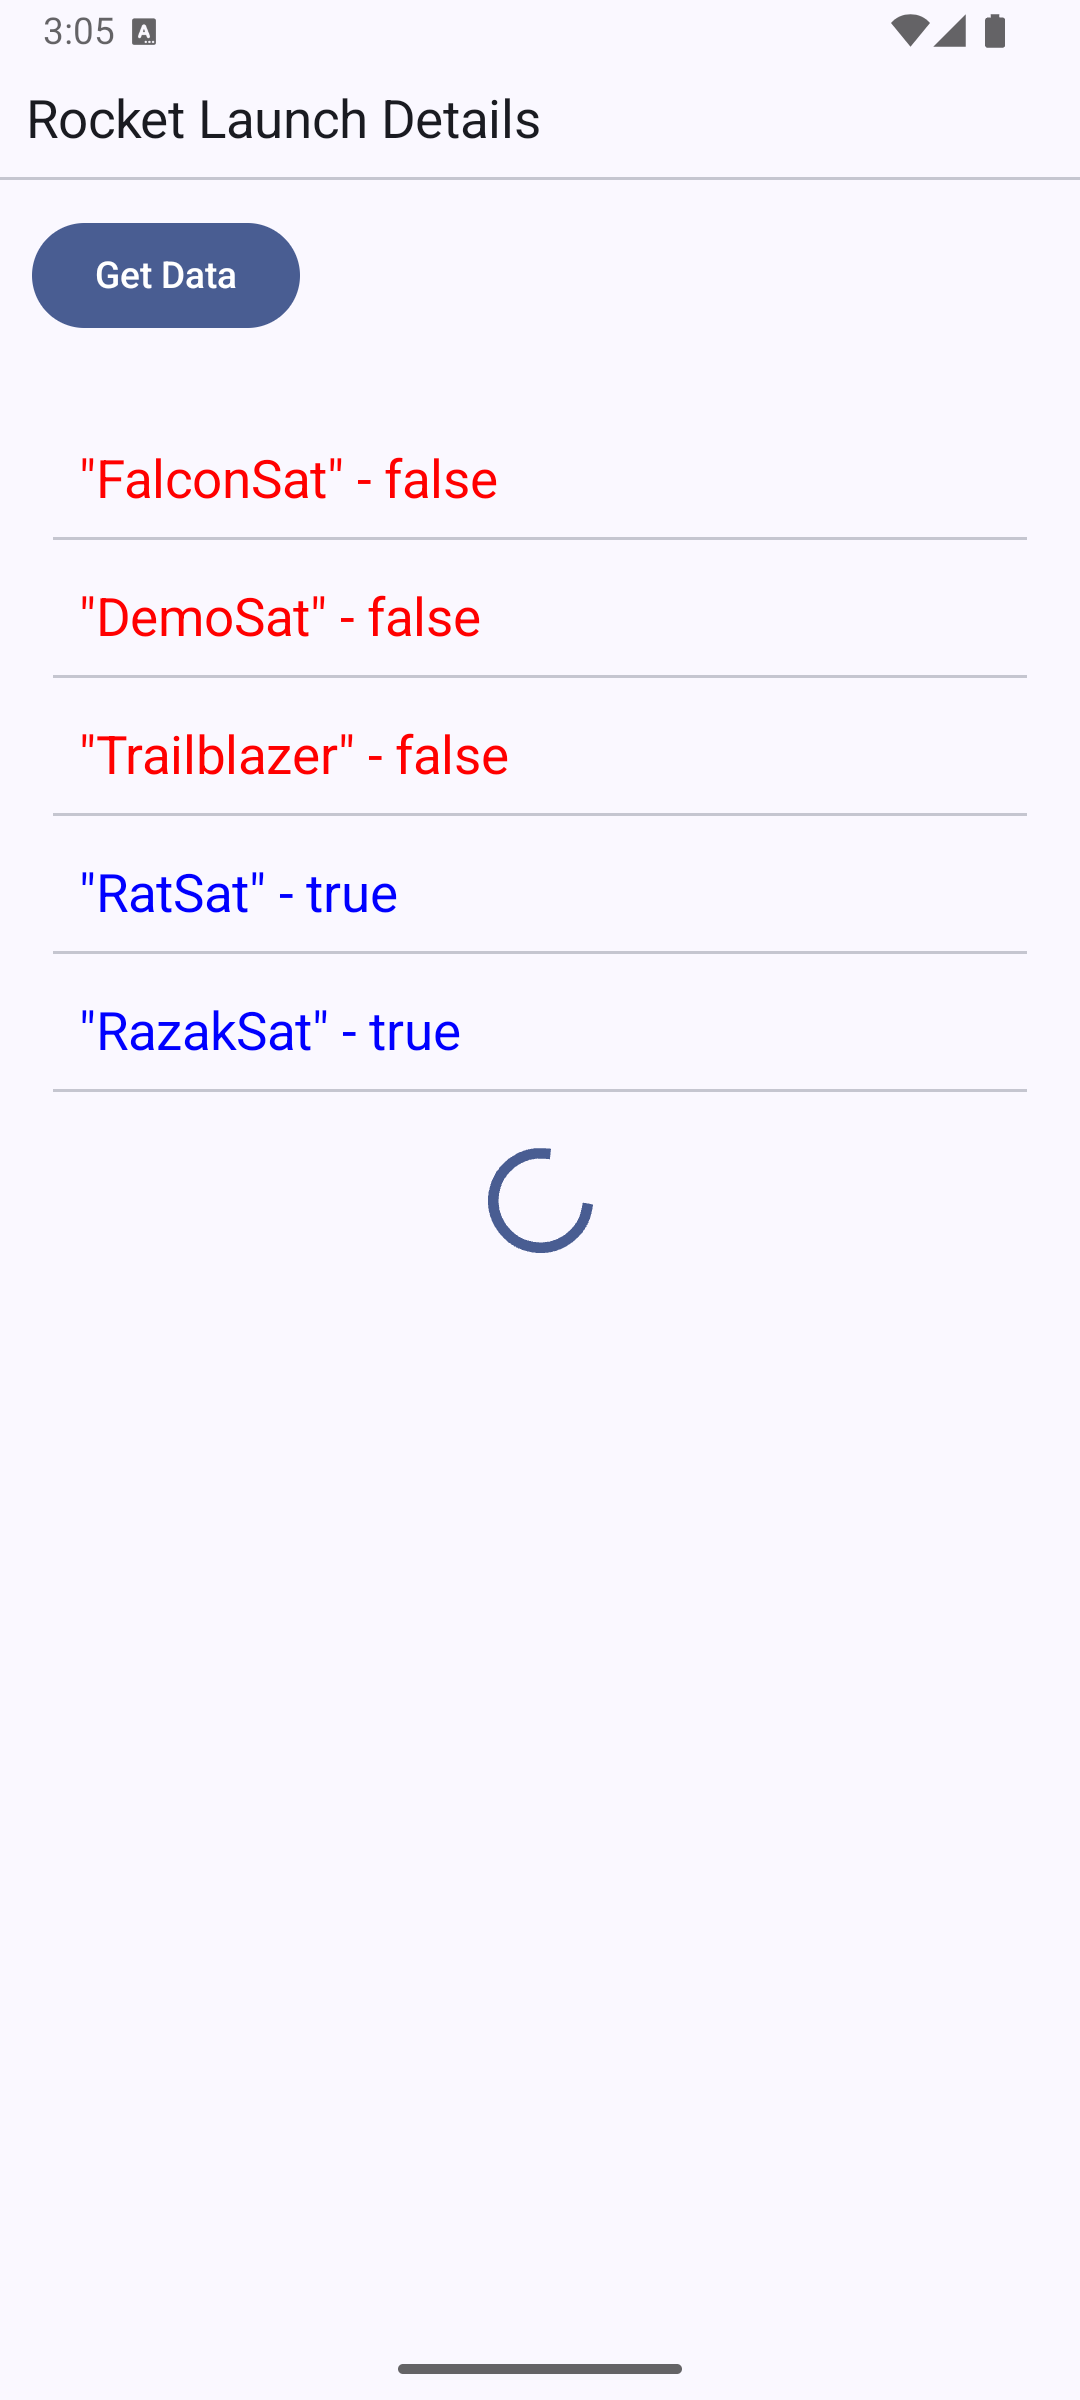 3:05
Rocket Launch Details
Get Data
"FalconSat" - false
"DemoSat" - false
"Trailblazer" - false
"RatSat" - true
"RazakSat" - true